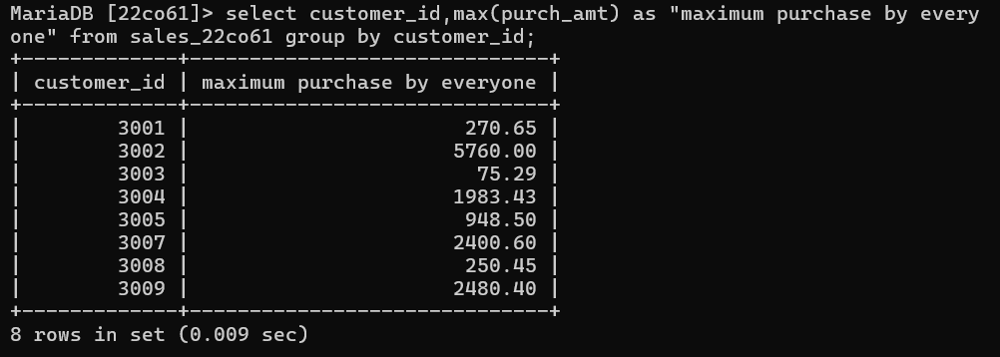 MariaDB [22co61]> select customer_id,max(purch_amt) as "maximum purchase by every
one" from sales_22co61 group by customer_id;
+-------------+------------------------------+
| customer_id | maximum purchase by everyone |
+-------------+------------------------------+
|        3001 |                       270.65 |
|        3002 |                      5760.00 |
|        3003 |                        75.29 |
|        3004 |                      1983.43 |
|        3005 |                       948.50 |
|        3007 |                      2400.60 |
|        3008 |                       250.45 |
|        3009 |                      2480.40 |
+-------------+------------------------------+
8 rows in set (0.009 sec)